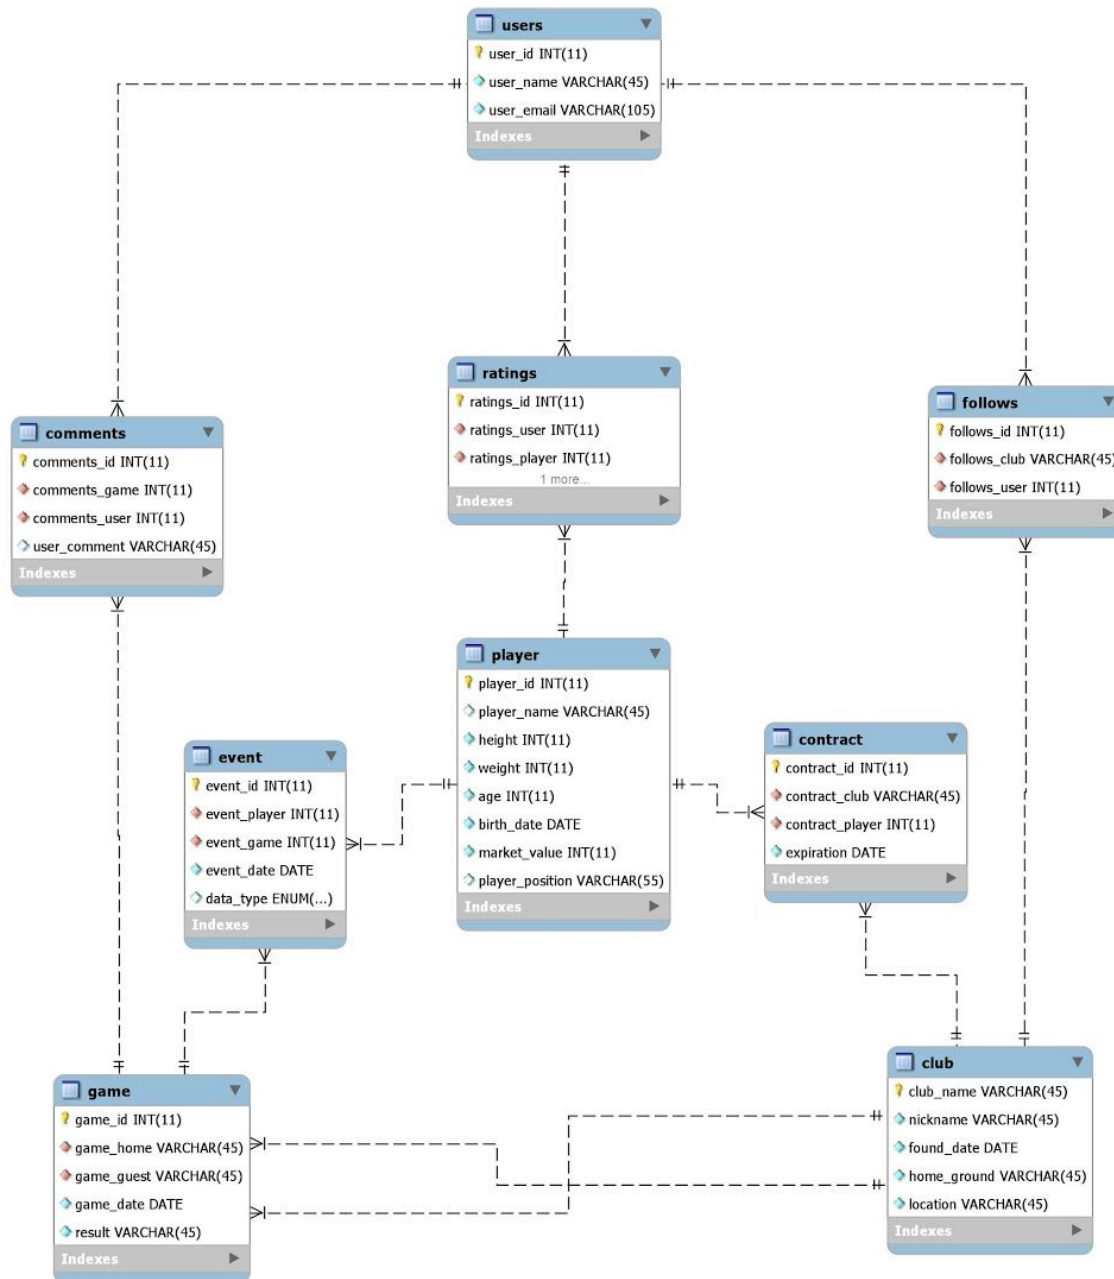 users
user_id INT(11)
user_name VARCHAR(45)
user_email VARCHAR(105)
Indexes
ratings
ratings_id INT(11)
ratings_user INT(11)
ratings_player INT(11)
1 more...
Indexes
follows
follows_id INT(11)
follows_club VARCHAR(45)
follows_user INT(11)
Indexes
comments
comments_id INT(11)
comments_game INT(11)
comments_user INT(11)
user_comment VARCHAR(45)
Indexes
player
player_id INT(11)
player_name VARCHAR(45)
height INT(11)
weight INT(11)
age INT(11)
birth_date DATE
market_value INT(11)
player_position VARCHAR(55)
Indexes
event
event_id INT(11)
event_player INT(11)
event_game INT(11)
event_date DATE
data_type ENUM(...)
Indexes
contract
contract_id INT(11)
contract_club VARCHAR(45)
contract_player INT(11)
expiration DATE
Indexes
game
game_id INT(11)
game_home VARCHAR(45)
game_guest VARCHAR(45)
game_date DATE
result VARCHAR(45)
Indexes
club
club_name VARCHAR(45)
nickname VARCHAR(45)
found_date DATE
home_ground VARCHAR(45)
location VARCHAR(45)
Indexes